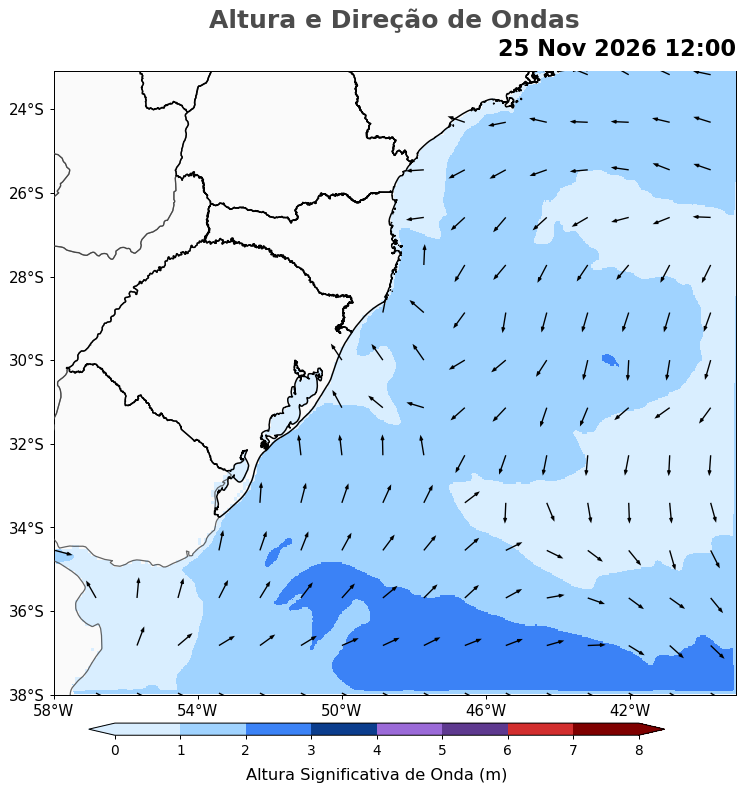 Altura e Direção de Ondas
25 Nov 2026 12:00
24°S
26°S
28°S
30°S
32°S
34°S
36°S
38°S
58°W 54°W 50°W 46°W 42°W
0 1 2 3 4 5 6 7 8
Altura Significativa de Onda (m)